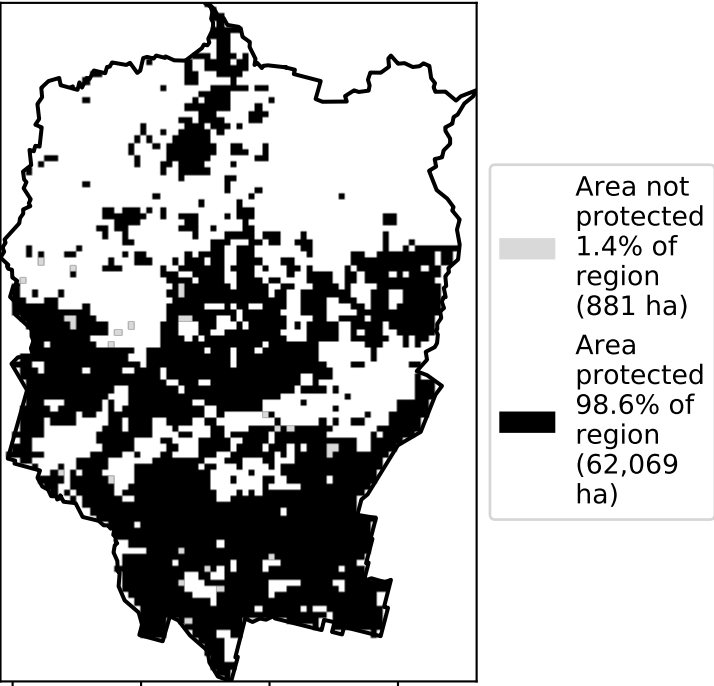 Area not
protected
1.4% of
region
(881 ha)
Area
protected
98.6% of
region
(62,069
ha)